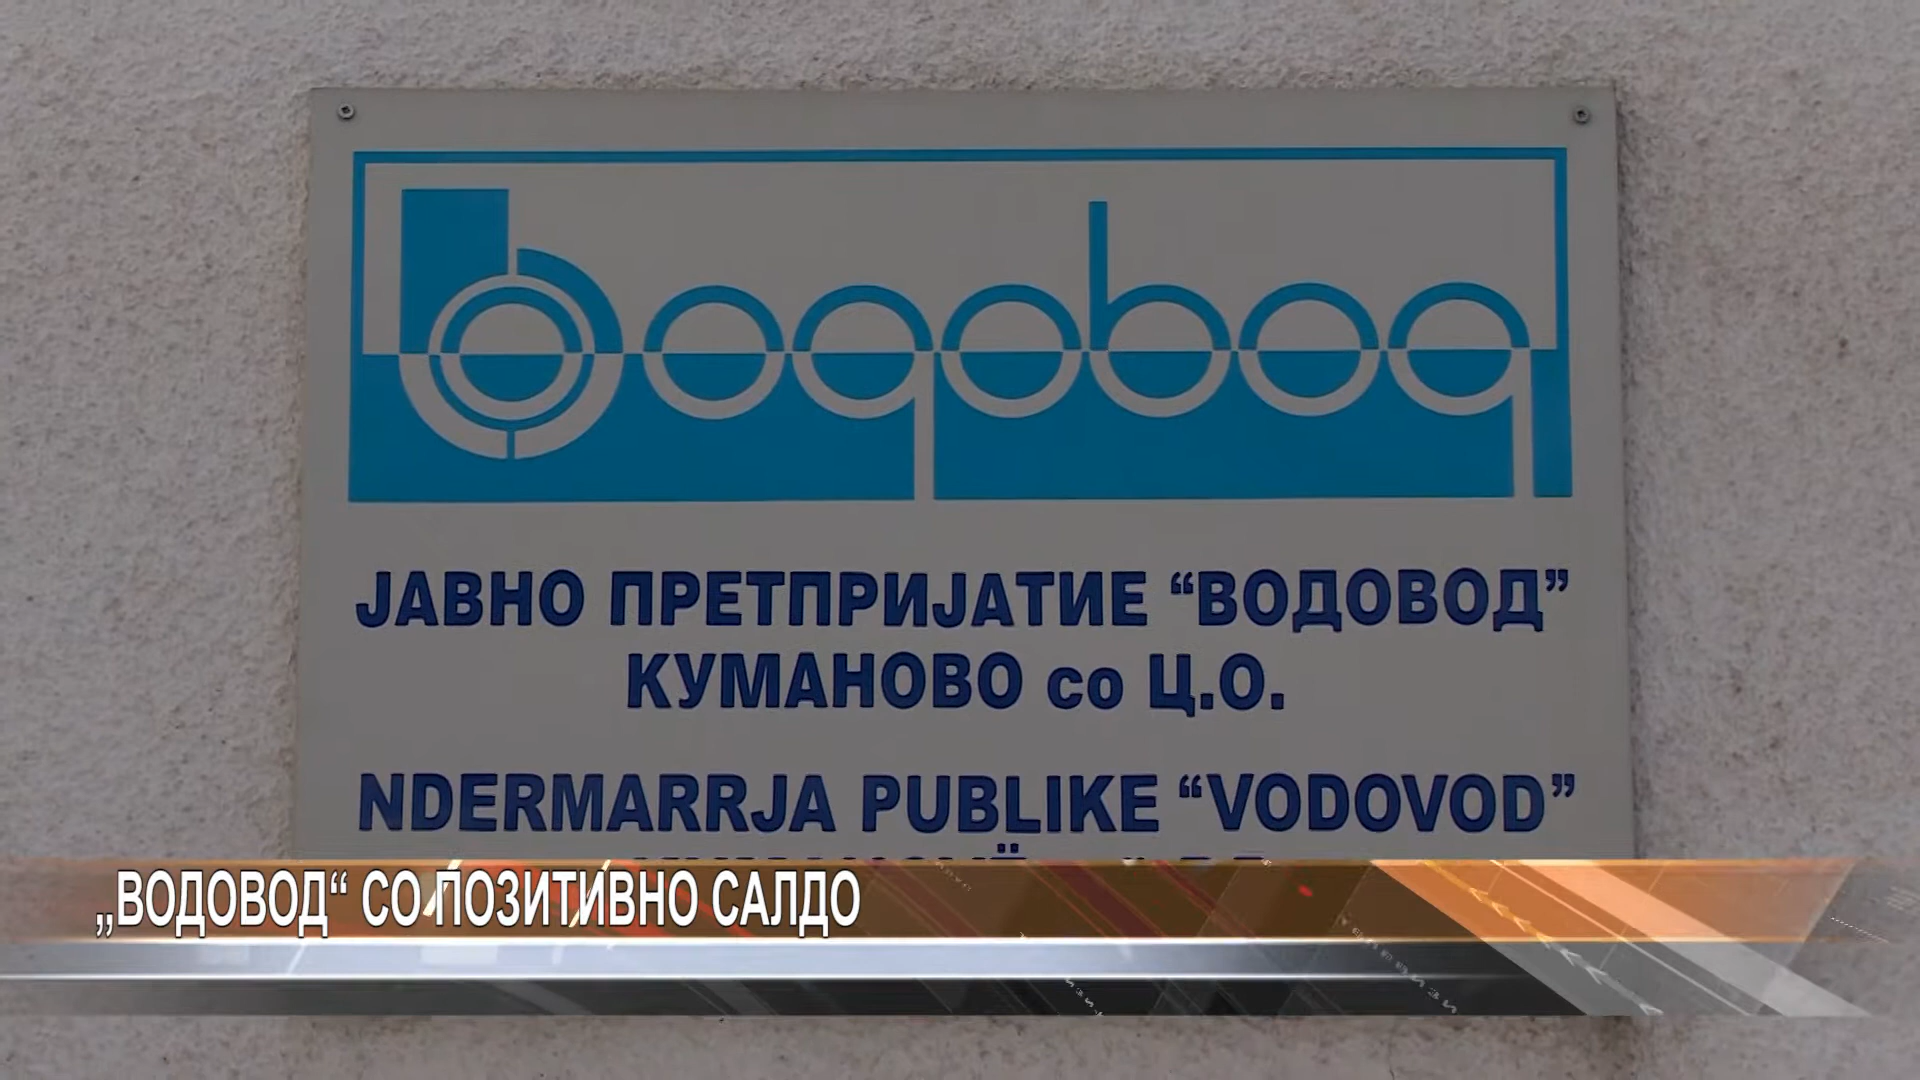 водовод
ЈАВНО ПРЕТПРИЈАТИЕ “ВОДОВОД”
КУМАНОВО со Ц.О.
NDERMARRJA PUBLIKE “VODOVOD”
„ВОДОВОД“ СО ПОЗИТИВНО САЛДО